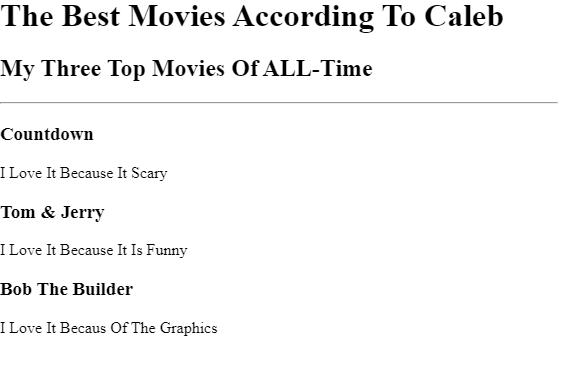 The Best Movies According To Caleb
My Three Top Movies Of ALL-Time
Countdown
I Love It Because It Scary
Tom & Jerry
I Love It Because It Is Funny
Bob The Builder
I Love It Becaus Of The Graphics